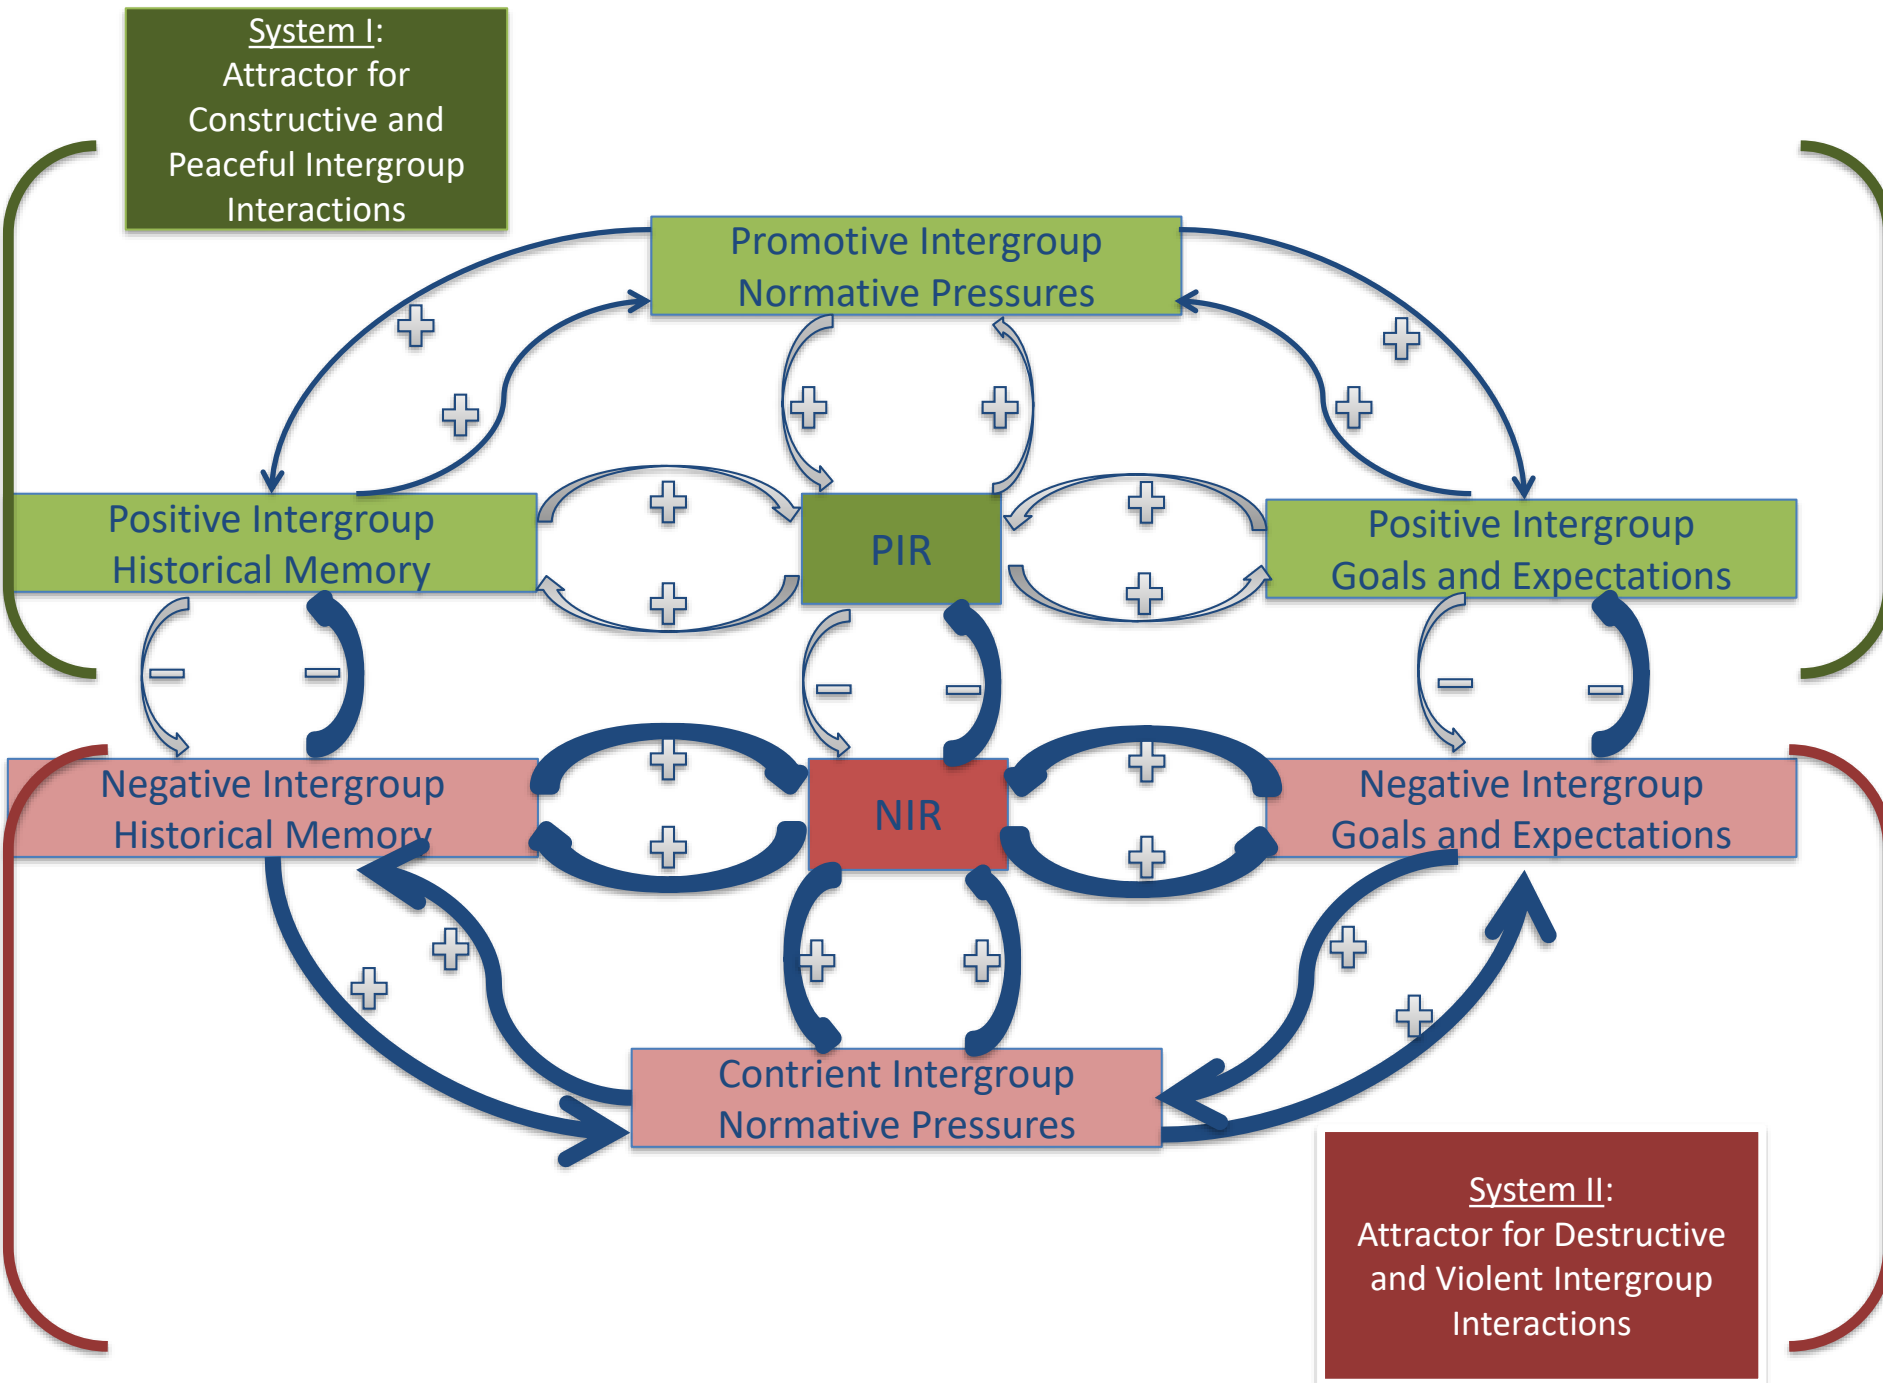 System I:
Attractor for
Constructive and
Peaceful Intergroup
Interactions
Promotive Intergroup
Normative Pressures
Positive Intergroup
Historical Memory
PIR
Positive Intergroup
Goals and Expectations
Negative Intergroup
Historical Memory
NIR
Negative Intergroup
Goals and Expectations
Contrient Intergroup
Normative Pressures
System II:
Attractor for Destructive
and Violent Intergroup
Interactions